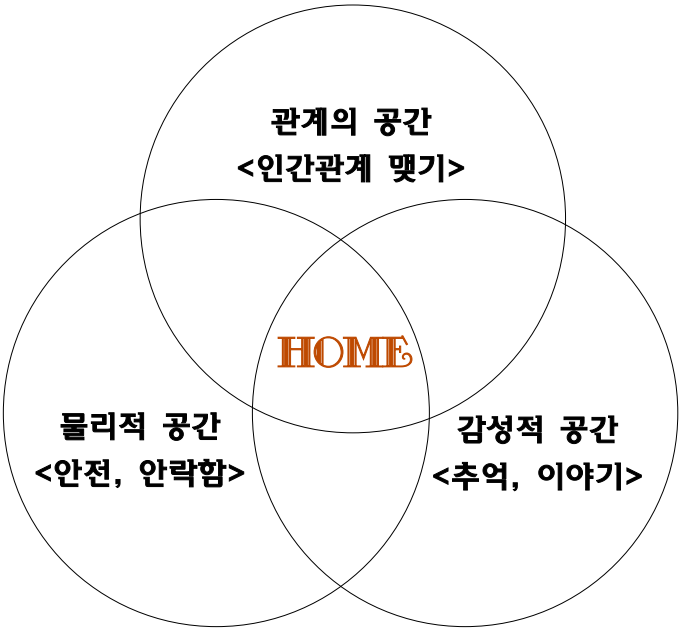 관계의 공간
<인간관계 맺기>
HOME
물리적 공간
<안전, 안락함>
감성적 공간
<추억, 이야기>